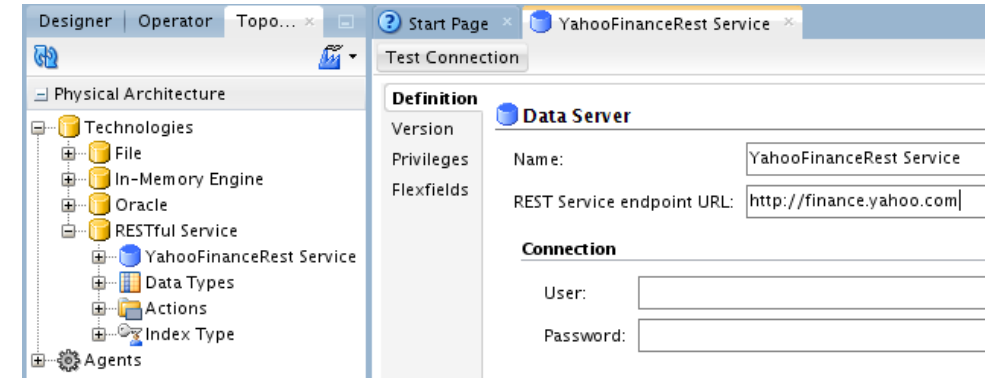 Designer Operator Topo...
Start Page YahooFinanceRest Service
Test Connection
Physical Architecture
Technologies
File
In-Memory Engine
Oracle
RESTful Service
YahooFinanceRest Service
Data Types
Actions
Index Type
Agents
Definition
Version
Privileges
Flexfields
Data Server
Name: YahooFinanceRest Service
REST Service endpoint URL: http://finance.yahoo.com
Connection
User:
Password: